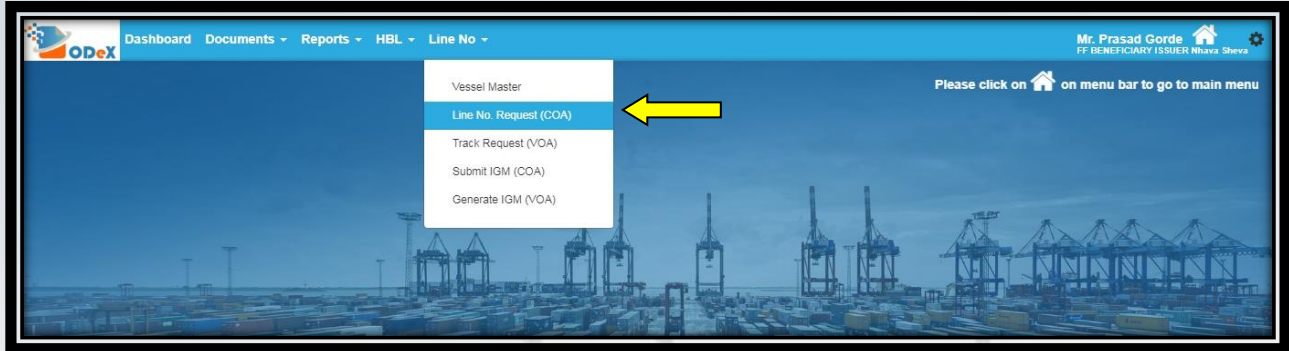 ODeX Dashboard Documents Reports HBL Line No
Mr. Prasad Gorde
FF BENEFICIARY ISSUER Nhava Sheva
Please click on on menu bar to go to main menu
Vessel Master
Line No. Request (COA)
Track Request (VOA)
Submit IGM (COA)
Generate IGM (VOA)